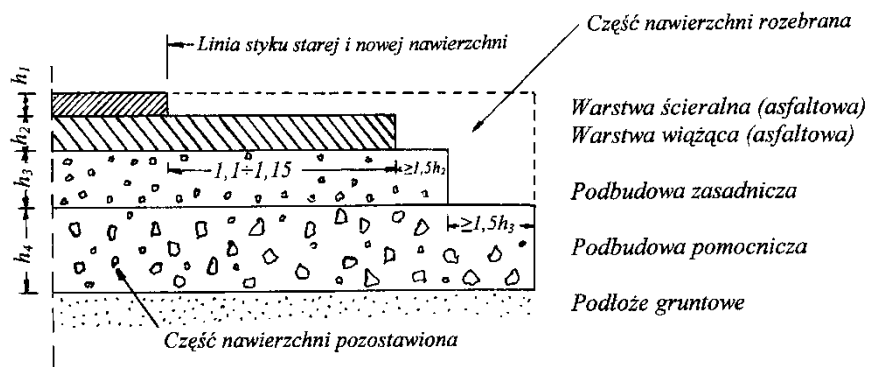 Linia styku starej i nowej nawierzchni
Część nawierzchni rozebrana
h₁
h₂
h₃
h₄
Warstwa ścieralna (asfaltowa)
Warstwa wiążąca (asfaltowa)
1,1÷1,15
≥1,5h₂
Podbudowa zasadnicza
≥1,5h₃
Podbudowa pomocnicza
Podłoże gruntowe
Część nawierzchni pozostawiona